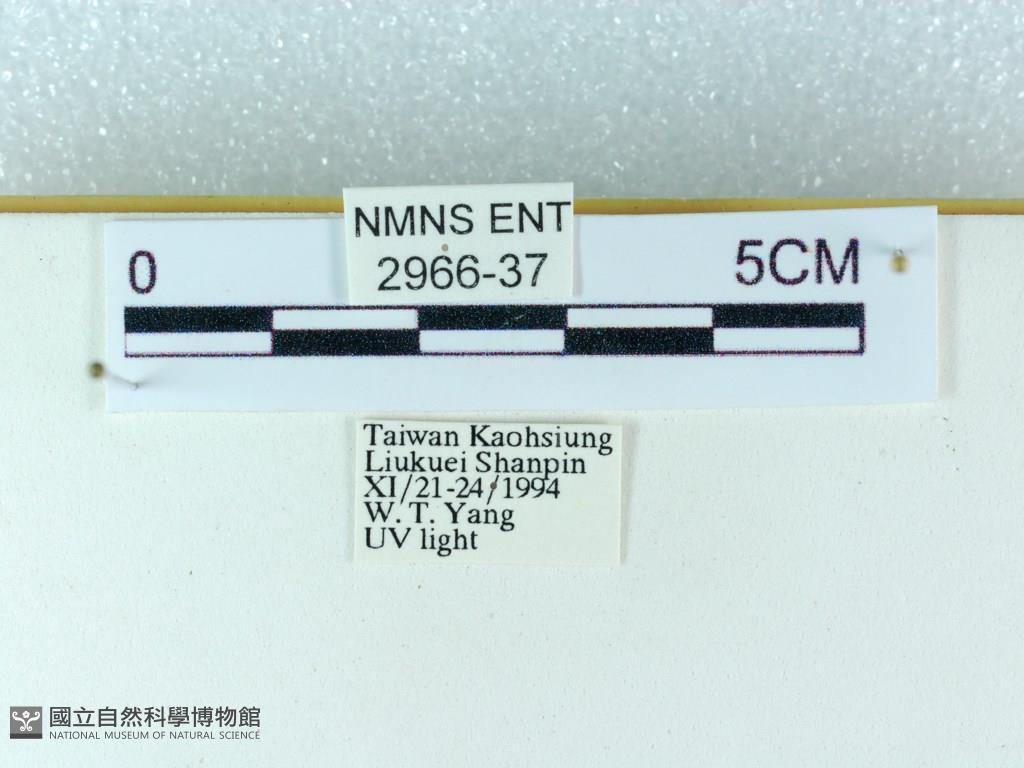 NMNS ENT
2966-37
0 5CM
Taiwan Kaohsiung
Liukuei Shanpin
XI/21-24/1994
W. T. Yang
UV light
國立自然科學博物館
NATIONAL MUSEUM OF NATURAL SCIENCE